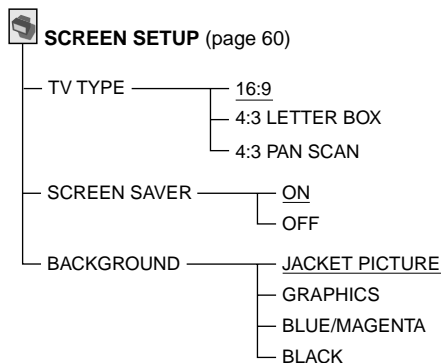 SCREEN SETUP (page 60)
TV TYPE
16:9
4:3 LETTER BOX
4:3 PAN SCAN
SCREEN SAVER
ON
OFF
BACKGROUND
JACKET PICTURE
GRAPHICS
BLUE/MAGENTA
BLACK